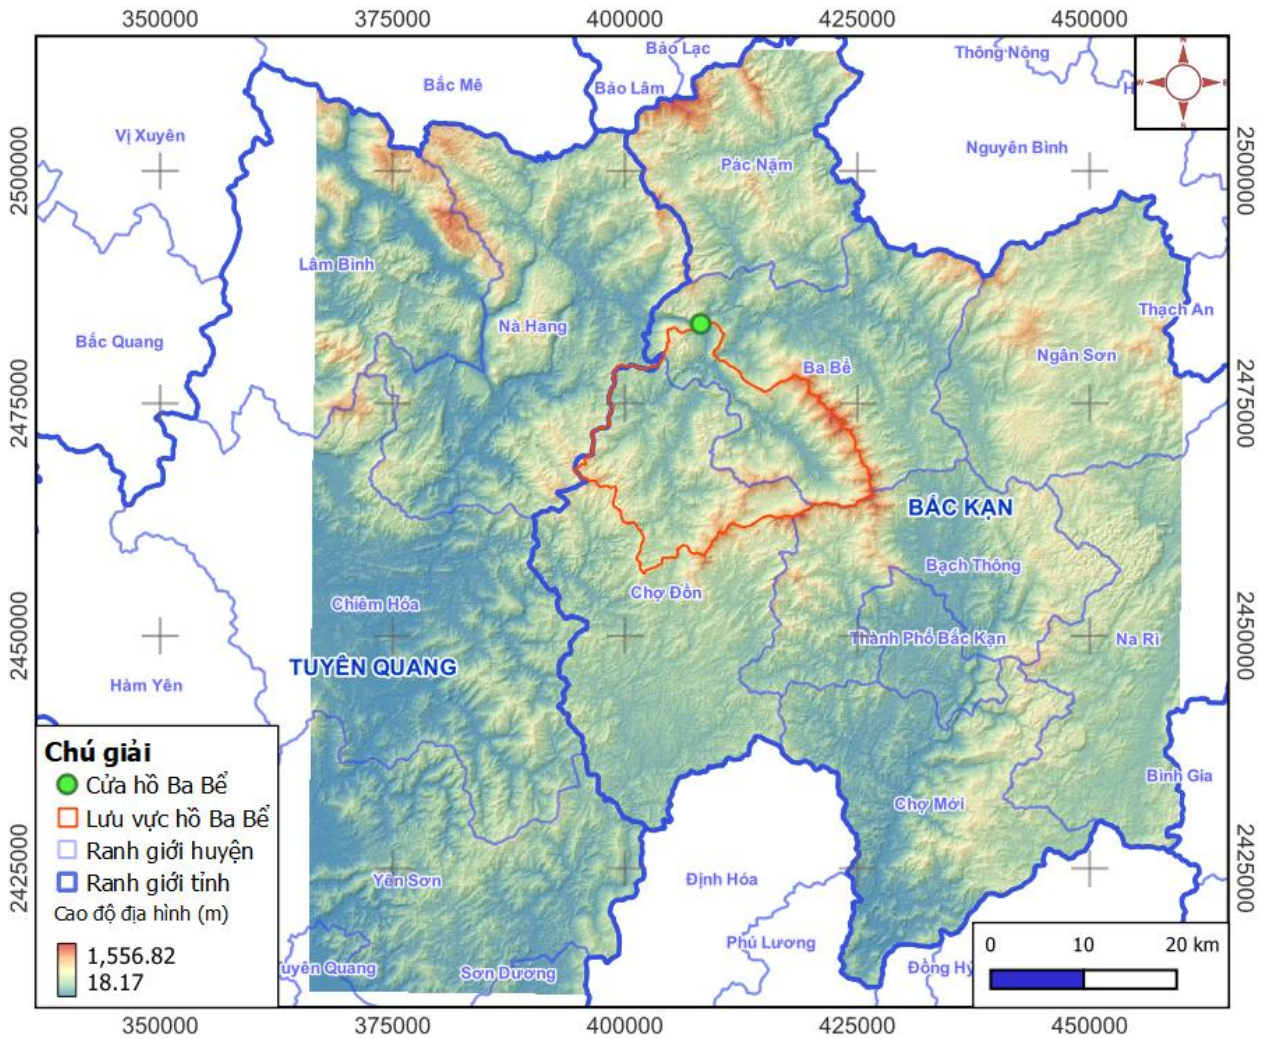 350000 375000 400000 425000 450000
Bảo Lạc
Thông Nông
Bắc Mê
Bảo Lâm
N
W E
S
Vị Xuyên
Nguyên Bình
Pác Nặm
2500000
2500000
Lâm Bình
Thạch An
Nà Hang
Bắc Quang
Ngân Sơn
Ba Bể
2475000
2475000
BẮC KẠN
Bạch Thông
Chợ Đồn
Chiêm Hóa
Thành Phố Bắc Kạn
Na Rì
2450000
2450000
TUYÊN QUANG
Hàm Yên
Chú giải
Cửa hồ Ba Bể
Lưu vực hồ Ba Bể
Ranh giới huyện
Ranh giới tỉnh
Cao độ địa hình (m)
1,556.82
18.17
Bình Gia
Chợ Mới
2425000
2425000
Yên Sơn
Định Hóa
Phú Lương
uyên Quang
Sơn Dương
Đồng Hỷ
0 10 20 km
350000 375000 400000 425000 450000